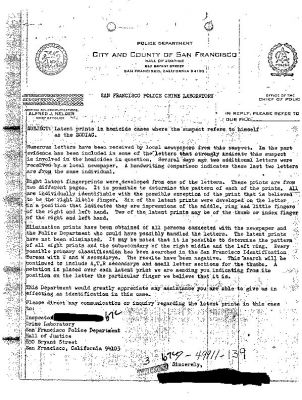 POLICE DEPARTMENT
CITY AND COUNTY OF SAN FRANCISCO
HALL OF JUSTICE
850 BRYANT STREET
SAN FRANCISCO, CALIFORNIA 94103
SAN FRANCISCO POLICE CRIME LABORATORY
OFFICE OF THE
CHIEF OF POLICE
ALFRED J. NELDER
CHIEF OF POLICE
IN REPLY, PLEASE REFER TO
OUR FILE
SUBJECT: Latent prints in homicide case where the suspect refers to himself
as the ZODIAC.
Numerous letters have been received by local newspapers from this suspect. In the past
evidence has been included in some of the letters that strongly indicate this suspect
is involved in the homicides in question. Several days ago two additional letters were
received by a local newspaper. A handwriting comparison indicates these last two letters
are from the same individual.
Eight latent fingerprints were developed from one of the letters. These prints are from
two different pages. It is possible to determine the pattern of each of the prints. All
are individually identifiable with the possible exception of the print that is believed
to be the right little finger. Six of the latent prints were developed on the letter
in a position that indicates they are impressions of the middle, ring and little fingers
of the right and left hand. Two of the latent prints may be of the thumb or index finger
of the right and left hand.
Elimination prints have been obtained of all persons connected with the newspaper and
the Police Department who could have possibly handled the letters. The latent prints
have not been eliminated. It may be noted that it is possible to determine the pattern
of all eight prints and the subsecondary of the right middle and the left ring. Every
possible primary classification has been searched in the San Francisco Identification
Bureau with
secondarys. The results have been negative. This search will be
continued to include
secondarys and small letter sections for the thumbs. A
notation is placed over each latent print we are sending you indicating from its
position on the letter the particular finger we believe that it is.
This Department would greatly appreciate any assistance you are able to give us in
effecting an identification in this case.
Please direct any communication or inquiry regarding the latent prints in this case
to:
Inspector
Crime Laboratory
San Francisco Police Department
Hall of Justice
850 Bryant Street
San Francisco, California 94103
49911-139
Sincerely,